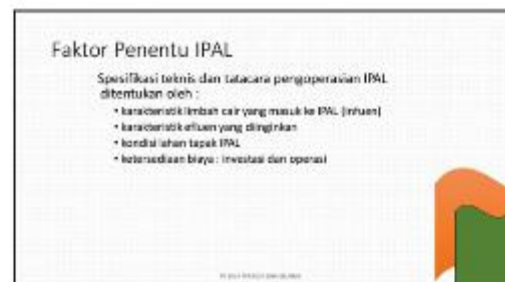 Faktor Penentu IPAL
Spesifikasi teknis dan tatacara pengoperasian IPAL
ditentukan oleh :
• karakteristik limbah cair yang masuk ke IPAL (influen)
• karakteristik efluen yang diinginkan
• kondisi lahan tapak IPAL
• ketersediaan biaya : investasi dan operasi